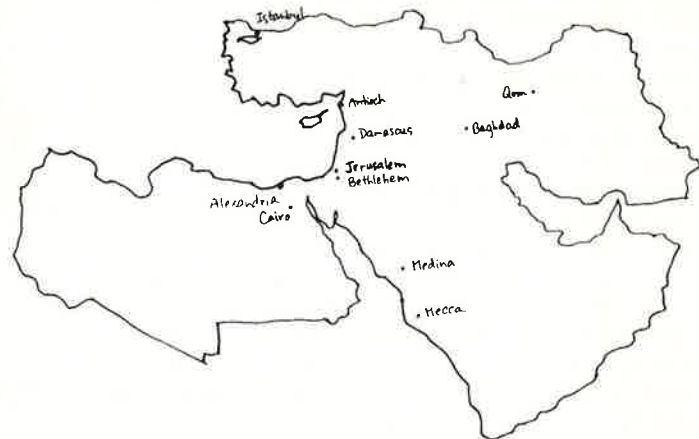 Istanbul
Antioch
Qom
Damascus
Baghdad
Jerusalem
Bethlehem
Alexandria
Cairo
Medina
Mecca